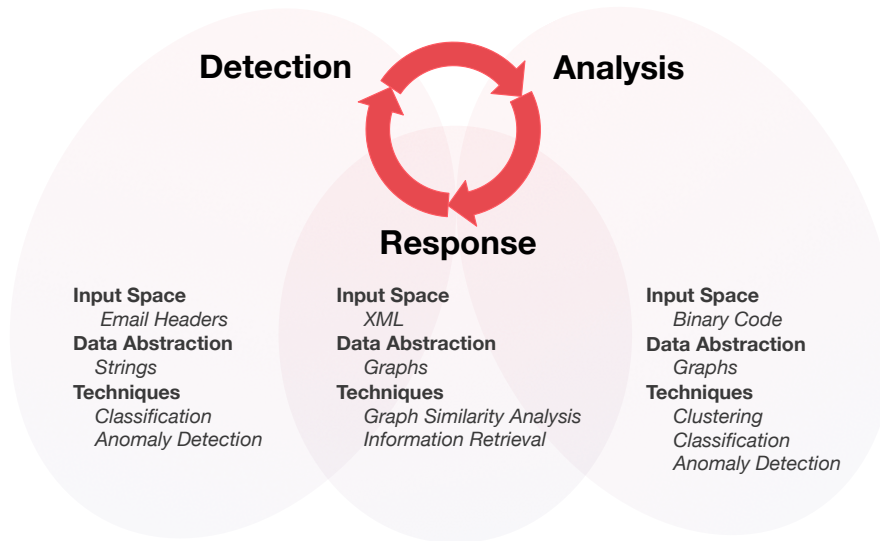 Detection
Analysis
Response
Input Space
Email Headers
Data Abstraction
Strings
Techniques
Classification
Anomaly Detection
Input Space
XML
Data Abstraction
Graphs
Techniques
Graph Similarity Analysis
Information Retrieval
Input Space
Binary Code
Data Abstraction
Graphs
Techniques
Clustering
Classification
Anomaly Detection